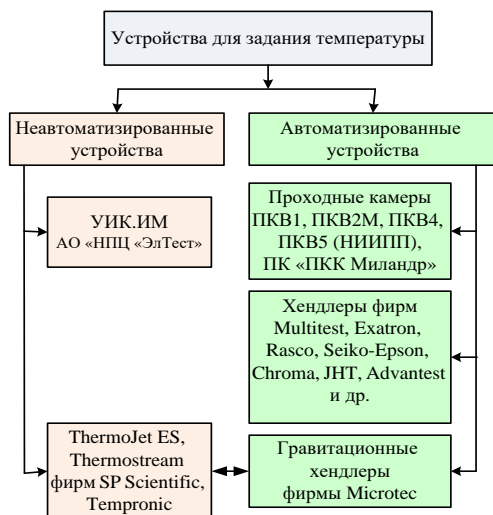 Устройства для задания температуры
Неавтоматизированные
устройства
Автоматизированные
устройства
УИК.ИМ
АО «НПЦ «ЭлТест»
Проходные камеры
ПКВ1, ПКВ2М, ПКВ4,
ПКВ5 (НИИПП),
ПК «ПКК Миландр»
Хендлеры фирм
Multitest, Exatron,
Rasco, Seiko-Epson,
Chroma, JHT, Advantest
и др.
ThermoJet ES,
Thermostream
фирм SP Scientific,
Tempronic
Гравитационные
хендлеры
фирмы Microtec